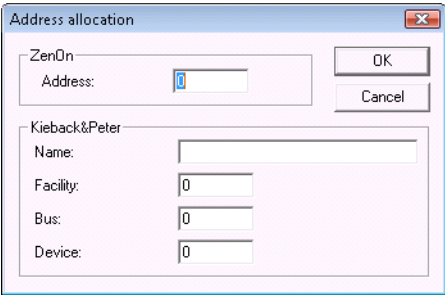 Address allocation
ZenOn
Address: 0
OK
Cancel
Kieback&Peter
Name:
Facility: 0
Bus: 0
Device: 0